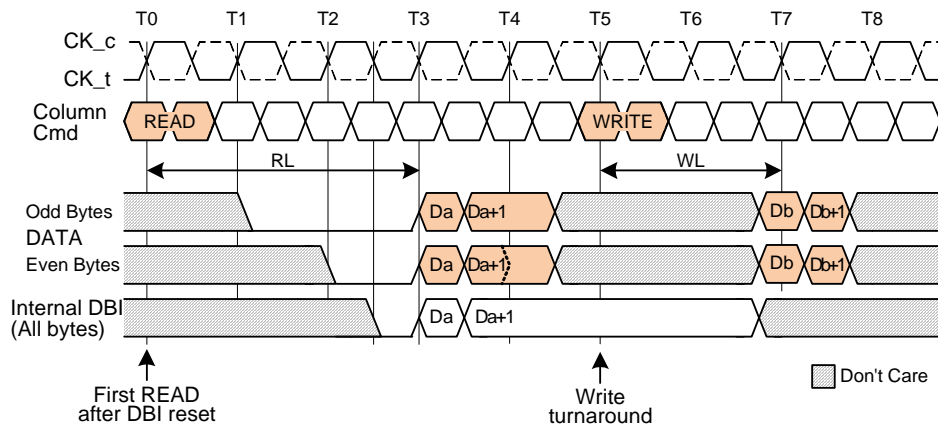 T0 T1 T2 T3 T4 T5 T6 T7 T8
CK_c
CK_t
Column
Cmd
READ WRITE
RL WL
Odd Bytes
Da Da+1 Db Db+1
DATA
Even Bytes
Da Da+1 Db Db+1
Internal DBI
(All bytes)
Da Da+1
First READ
after DBI reset
Write
turnaround
Don't Care